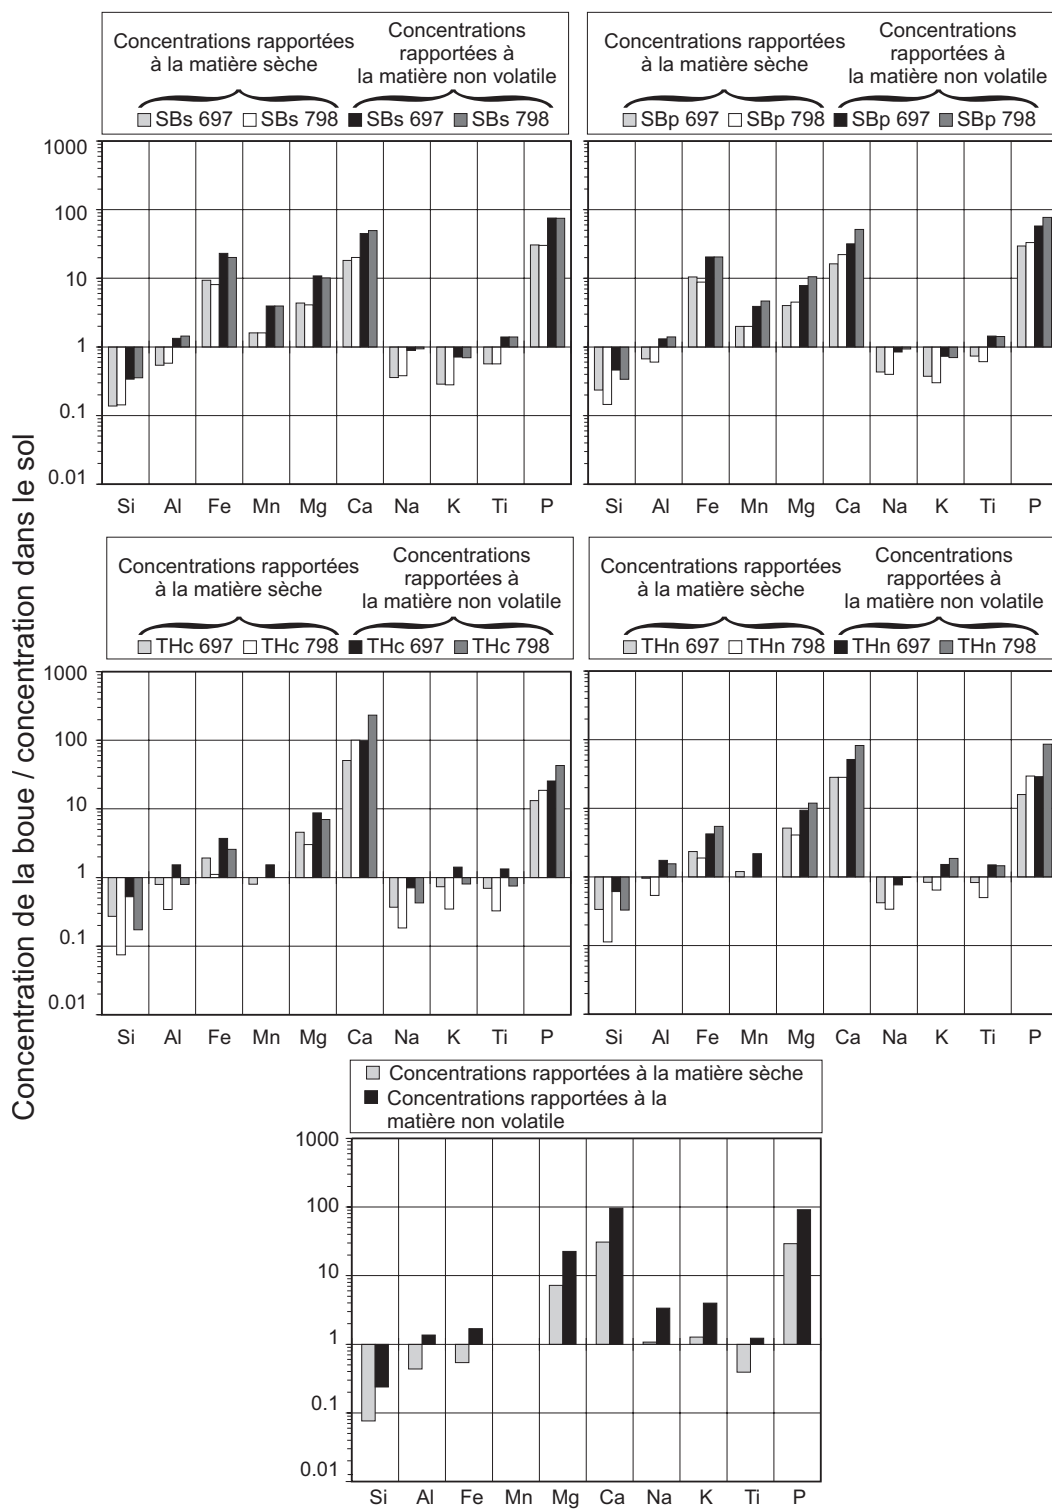 Concentrations rapportées
à la matière sèche
Concentrations
rapportées à
la matière non volatile
SBs 697 SBs 798 SBs 697 SBs 798
Concentrations rapportées
à la matière sèche
Concentrations
rapportées à
la matière non volatile
SBp 697 SBp 798 SBp 697 SBp 798
1000
100
10
1
0.1
0.01
Si Al Fe Mn Mg Ca Na K Ti P
Si Al Fe Mn Mg Ca Na K Ti P
Concentration de la boue / concentration dans le sol
Concentrations rapportées
à la matière sèche
Concentrations
rapportées à
la matière non volatile
THc 697 THc 798 THc 697 THc 798
Concentrations rapportées
à la matière sèche
Concentrations
rapportées à
la matière non volatile
THn 697 THn 798 THn 697 THn 798
1000
100
10
1
0.1
0.01
Si Al Fe Mn Mg Ca Na K Ti P
Si Al Fe Mn Mg Ca Na K Ti P
Concentrations rapportées à la matière sèche
Concentrations rapportées à la
matière non volatile
1000
100
10
1
0.1
0.01
Si Al Fe Mn Mg Ca Na K Ti P